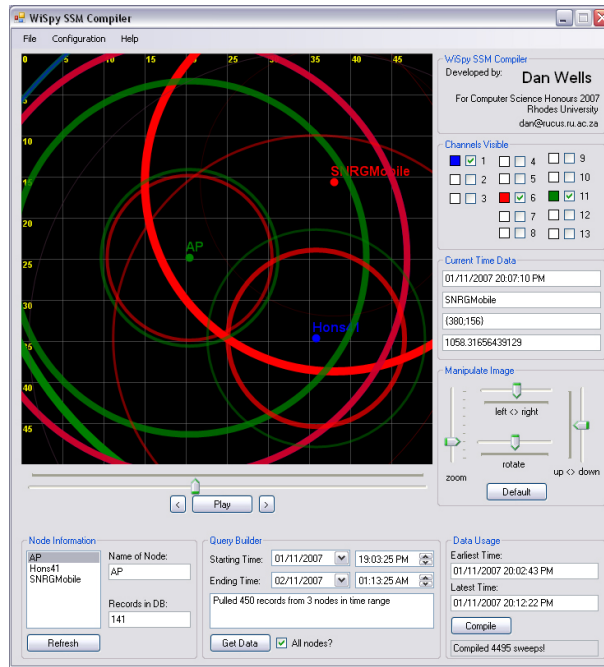 WiSpy SSM Compiler
File Configuration Help
0 5 10 15 20 25 30 35 40 45
5
10
15
20
25
30
35
40
45
SNRGMobile
AP
Hons41
WiSpy SSM Compiler
Developed by: Dan Wells
For Computer Science Honours 2007
Rhodes University
dan@rucus.ru.ac.za
Channels Visible
1 4 9
2 5 10
3 6 11
7 12
8 13
Current Time Data
01/11/2007 20:07:10 PM
SNRGMobile
{380;156}
1058.31656439129
Manipulate Image
left <> right
rotate
zoom
up <> down
Default
< Play >
Node Information
AP
Hons41
SNRGMobile
Name of Node:
AP
Records in DB:
141
Refresh
Query Builder
Starting Time: 01/11/2007 19:03:25 PM
Ending Time: 02/11/2007 01:13:25 AM
Pulled 450 records from 3 nodes in time range
Get Data All nodes?
Data Usage
Earliest Time:
01/11/2007 20:02:43 PM
Latest Time:
01/11/2007 20:12:22 PM
Compile
Compiled 4495 sweeps!